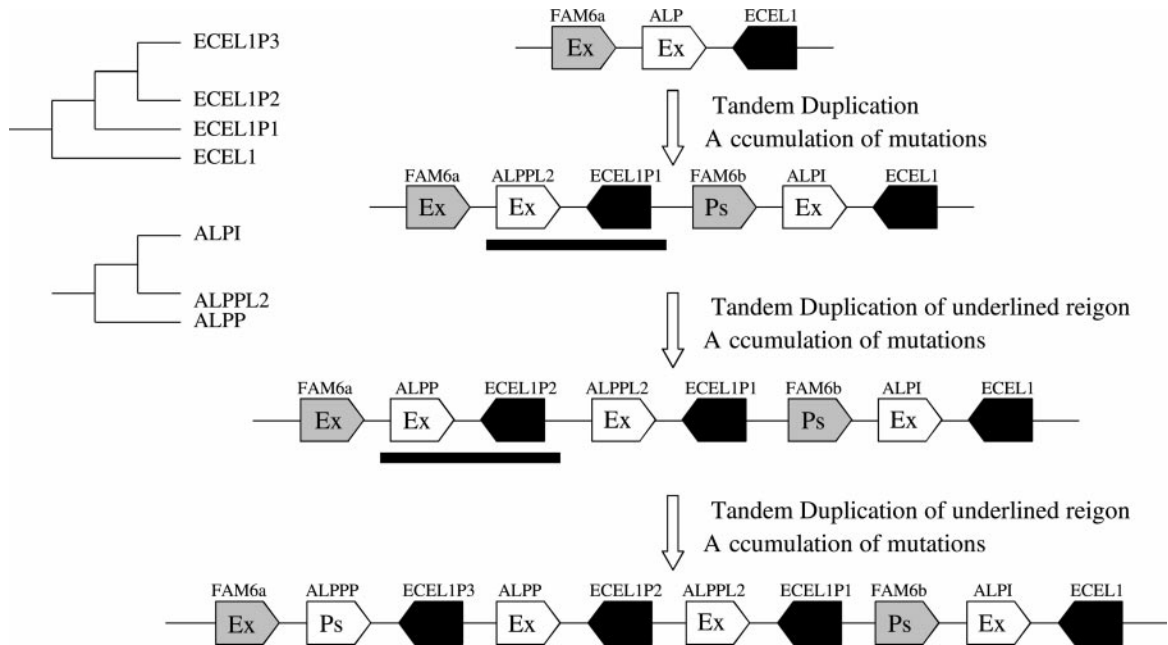 ECEL1P3
ECEL1P2
ECEL1P1
ECEL1
ALPI
ALPPL2
ALPP
FAM6a ALP ECEL1
Ex Ex
Tandem Duplication
A ccumulation of mutations
FAM6a ALPPL2 ECEL1P1 FAM6b ALPI ECEL1
Ex Ex Ps Ex
Tandem Duplication of underlined reigon
A ccumulation of mutations
FAM6a ALPP ECEL1P2 ALPPL2 ECEL1P1 FAM6b ALPI ECEL1
Ex Ex Ex Ps Ex
Tandem Duplication of underlined reigon
A ccumulation of mutations
FAM6a ALPPP ECEL1P3 ALPP ECEL1P2 ALPPL2 ECEL1P1 FAM6b ALPI ECEL1
Ex Ps Ex Ex Ps Ex